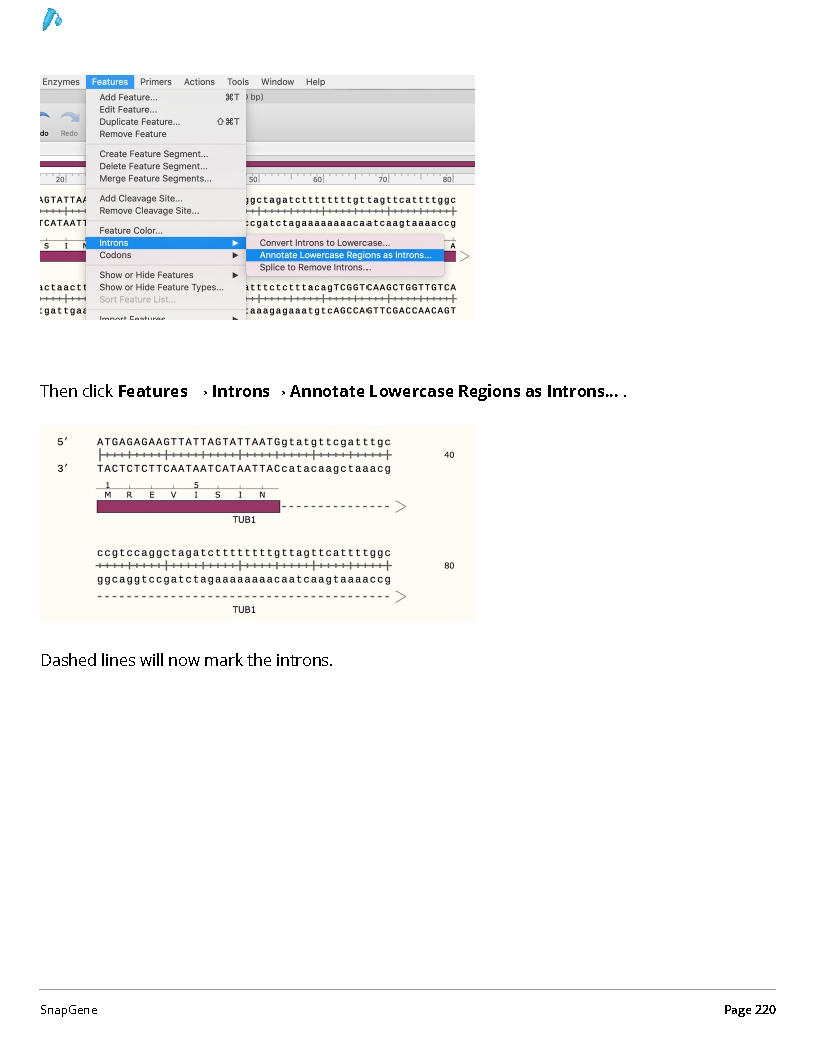 Enzymes Features Primers Actions Tools Window Help
Add Feature... ⌘T
bp)
Edit Feature...
Duplicate Feature... ⇧⌘T
Remove Feature
do Redo
Create Feature Segment...
Delete Feature Segment...
Merge Feature Segments...
20 50 60 70 80
Add Cleavage Site...
Remove Cleavage Site...
Feature Color...
Introns ▶
Convert Introns to Lowercase...
S I A
Codons ▶
Annotate Lowercase Regions as Introns...
Splice to Remove Introns...
Show or Hide Features ▶
Show or Hide Feature Types...
Sort Feature List...
Import Features ▶
AGTATTAA ggctagatctttttttttgttagttcattttggc
TCATAATT ccgatctagaaaaaaaaacaatcaagtaaaaccg
actaactt atttctctttacagTCGGTCAAGCTGGTTGTCA
tgattgaa taaagagaaatgtcAGCCAGTTCGACCAACAGT
Then click Features → Introns → Annotate Lowercase Regions as Introns... .
5′ ATGAGAGAAGTTATTAGTATTAATGgtatgttcgatttgc
40
3′ TACTCTCTTCAATAATCATAATTACcatacaagctaaacg
1 5
M R E V I S I N
TUB1
ccgtccaggctagatctttttttttgttagttcattttggc
80
ggcaggtccgatctagaaaaaaaaacaatcaagtaaaaccg
TUB1
Dashed lines will now mark the introns.
SnapGene Page 220